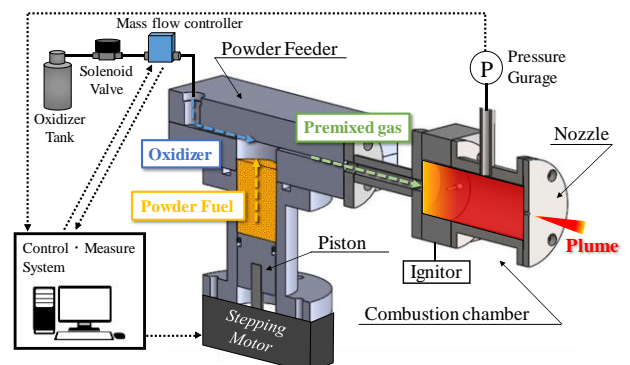 Mass flow controller
Powder Feeder
Solenoid
Valve
Oxidizer
Tank
P
Pressure
Gurage
Premixed gas
Oxidizer
Nozzle
Powder Fuel
Plume
Control・Measure
System
Piston
Ignitor
Combustion chamber
Stepping
Motor